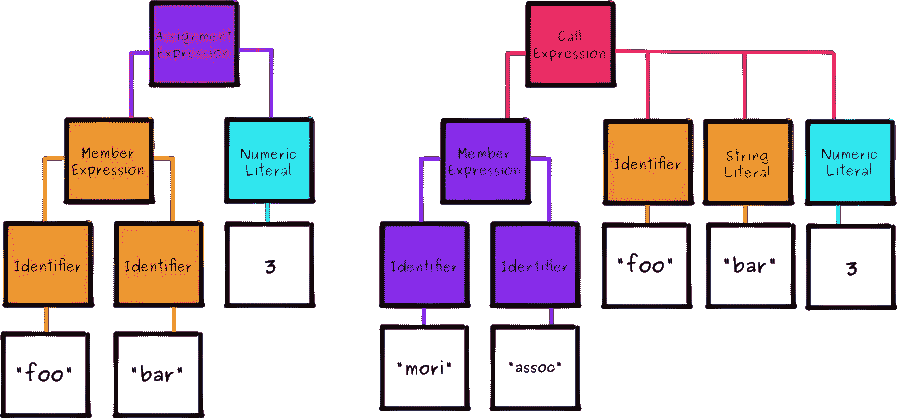 Assignment
Expression
Call
Expression
Member
Expression
Numeric
Literal
Member
Expression
Identifier
String
Literal
Numeric
Literal
Identifier
Identifier
3
Identifier
Identifier
"foo"
"bar"
3
"foo"
"bar"
"mori"
"assoc"